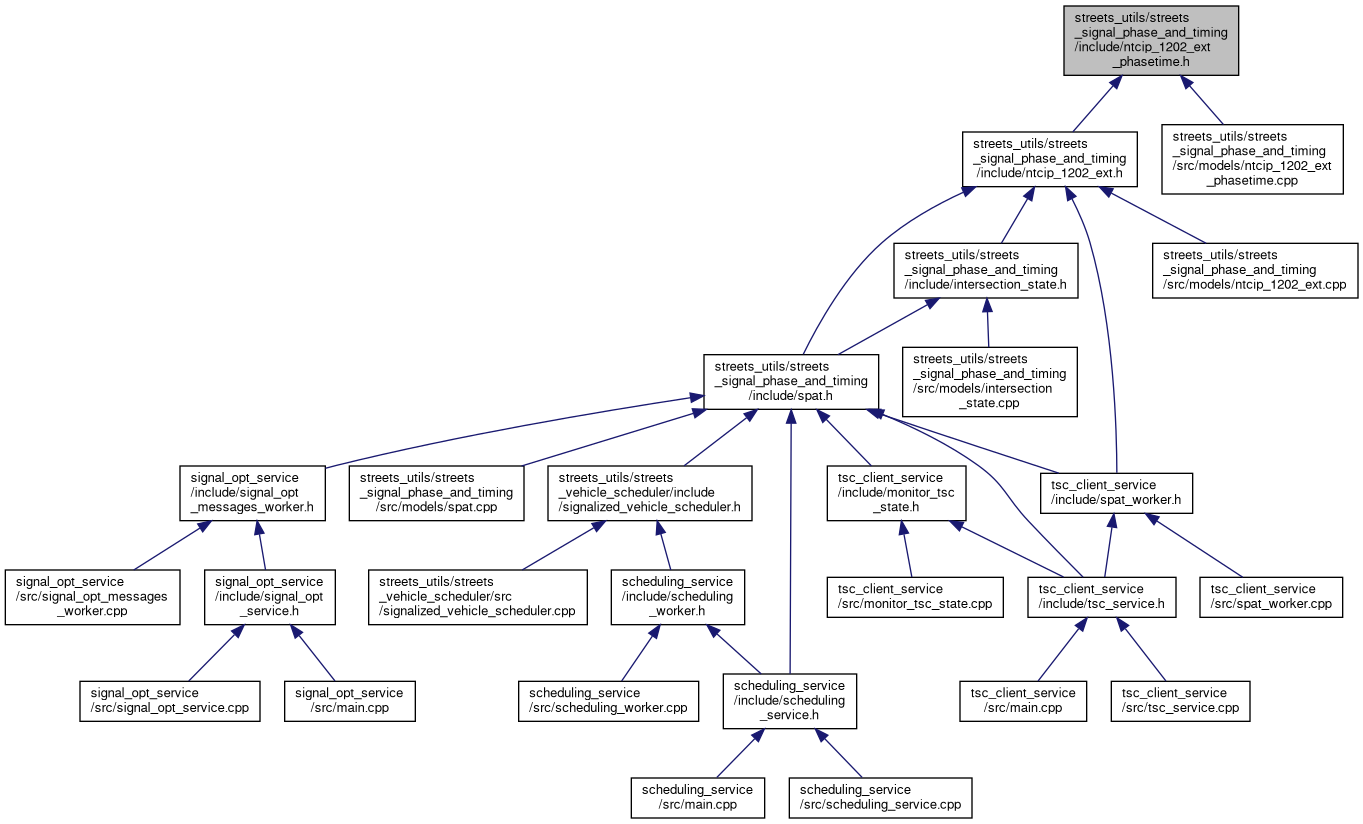 streets_utils/streets
_signal_phase_and_timing
/include/ntcip_1202_ext
_phasetime.h
streets_utils/streets
_signal_phase_and_timing
/include/ntcip_1202_ext.h
streets_utils/streets
_signal_phase_and_timing
/src/models/ntcip_1202_ext
_phasetime.cpp
streets_utils/streets
_signal_phase_and_timing
/include/intersection_state.h
streets_utils/streets
_signal_phase_and_timing
/src/models/ntcip_1202_ext.cpp
streets_utils/streets
_signal_phase_and_timing
/include/spat.h
streets_utils/streets
_signal_phase_and_timing
/src/models/intersection
_state.cpp
signal_opt_service
/include/signal_opt
_messages_worker.h
streets_utils/streets
_signal_phase_and_timing
/src/models/spat.cpp
streets_utils/streets
_vehicle_scheduler/include
/signalized_vehicle_scheduler.h
tsc_client_service
/include/monitor_tsc
_state.h
tsc_client_service
/include/spat_worker.h
signal_opt_service
/src/signal_opt_messages
_worker.cpp
signal_opt_service
/include/signal_opt
_service.h
streets_utils/streets
_vehicle_scheduler/src
/signalized_vehicle_scheduler.cpp
scheduling_service
/include/scheduling
_worker.h
tsc_client_service
/src/monitor_tsc_state.cpp
tsc_client_service
/include/tsc_service.h
tsc_client_service
/src/spat_worker.cpp
signal_opt_service
/src/signal_opt_service.cpp
signal_opt_service
/src/main.cpp
scheduling_service
/src/scheduling_worker.cpp
scheduling_service
/include/scheduling
_service.h
tsc_client_service
/src/main.cpp
tsc_client_service
/src/tsc_service.cpp
scheduling_service
/src/main.cpp
scheduling_service
/src/scheduling_service.cpp